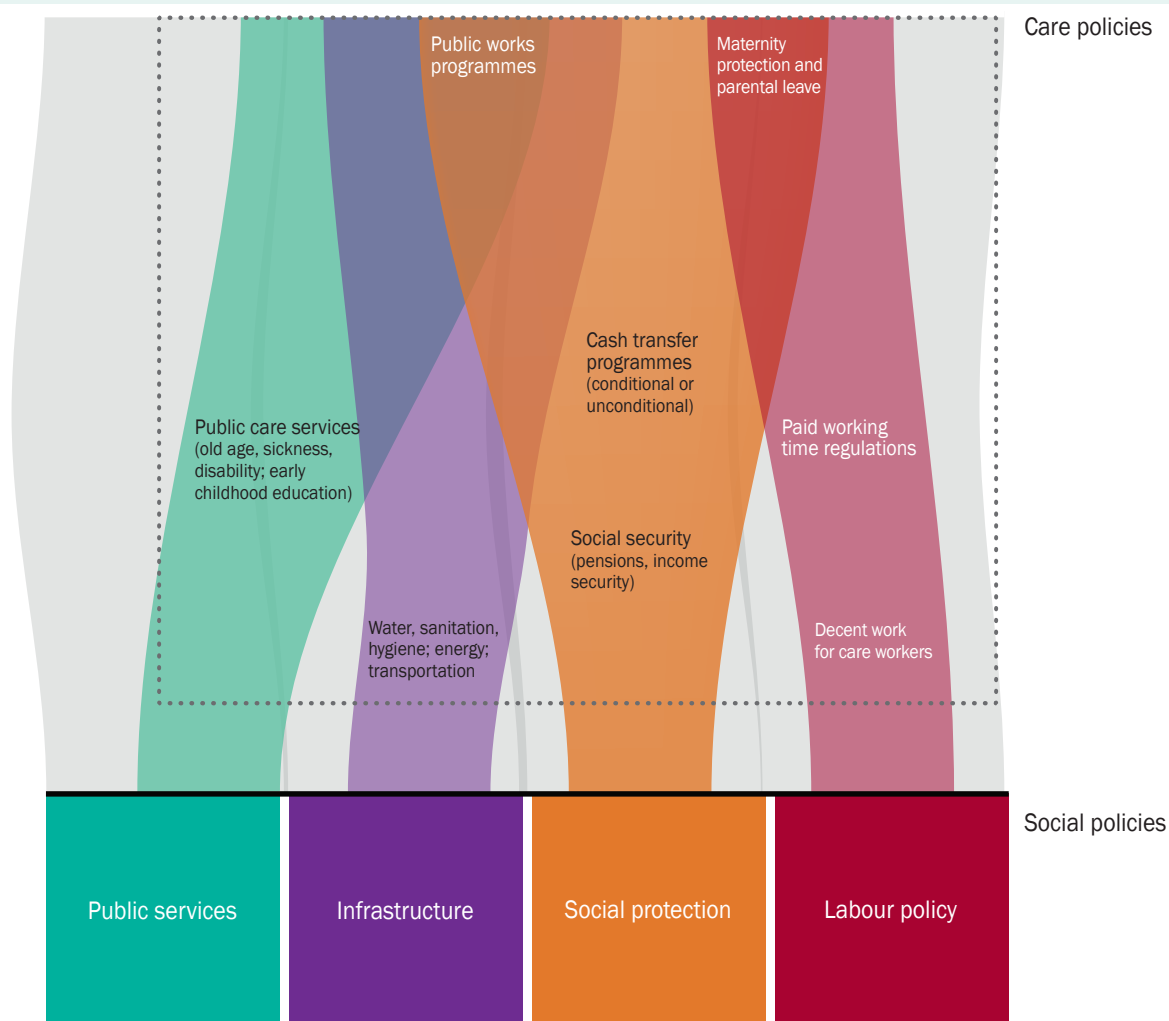 Care policies
Public works
programmes
Maternity
protection and
parental leave
Cash transfer
programmes
(conditional or
unconditional)
Public care services
(old age, sickness,
disability; early
childhood education)
Paid working
time regulations
Social security
(pensions, income
security)
Water, sanitation,
hygiene; energy;
transportation
Decent work
for care workers
Social policies
Public services
Infrastructure
Social protection
Labour policy